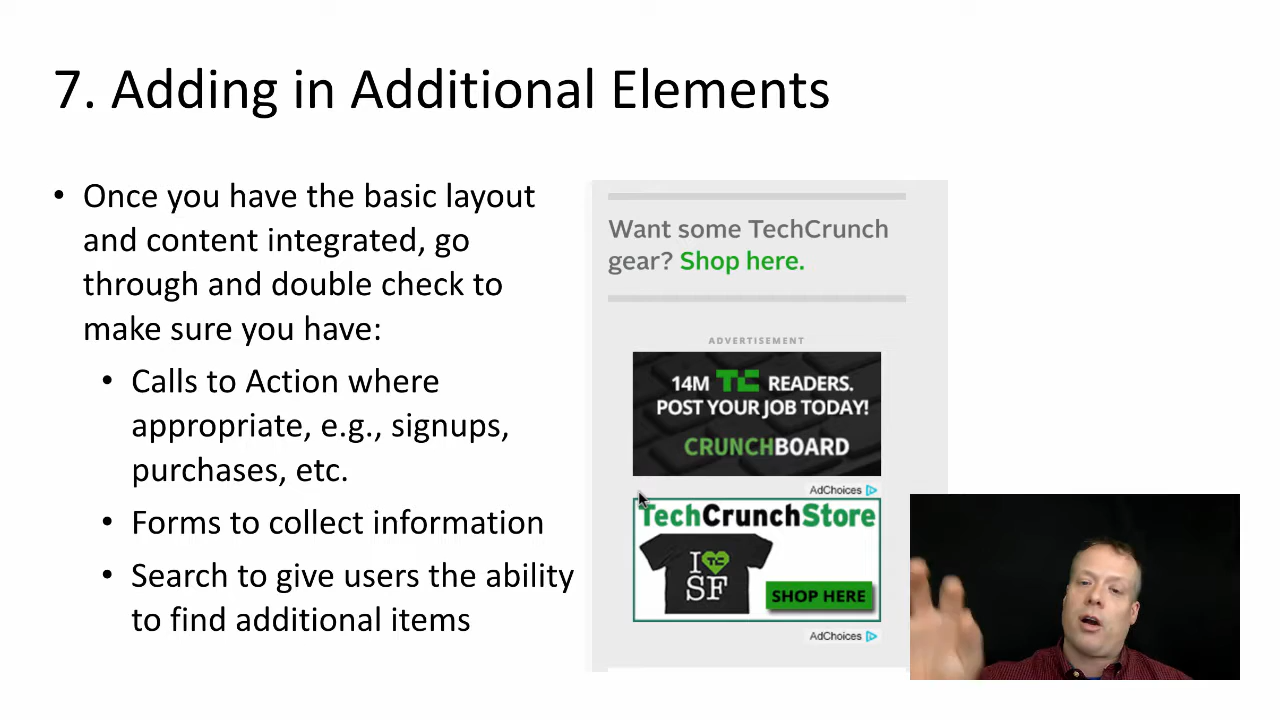 7. Adding in Additional Elements
• Once you have the basic layout
and content integrated, go
through and double check to
make sure you have:
• Calls to Action where
appropriate, e.g., signups,
purchases, etc.
• Forms to collect information
• Search to give users the ability
to find additional items
Want some TechCrunch
gear? Shop here.
ADVERTISEMENT
14M TC READERS.
POST YOUR JOB TODAY!
CRUNCHBOARD
AdChoices
TechCrunchStore
I TC
SF
SHOP HERE
AdChoices